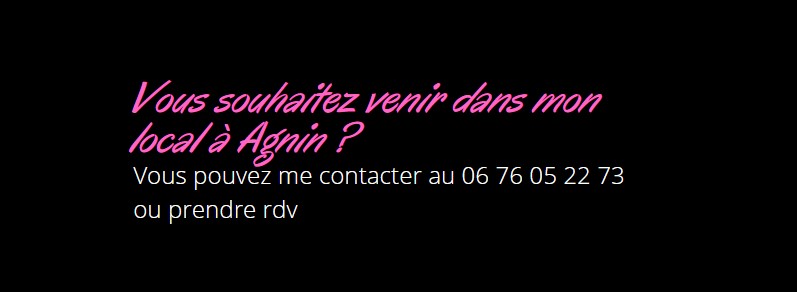 Vous souhaitez venir dans mon
local à Agnin ?
Vous pouvez me contacter au 06 76 05 22 73
ou prendre rdv